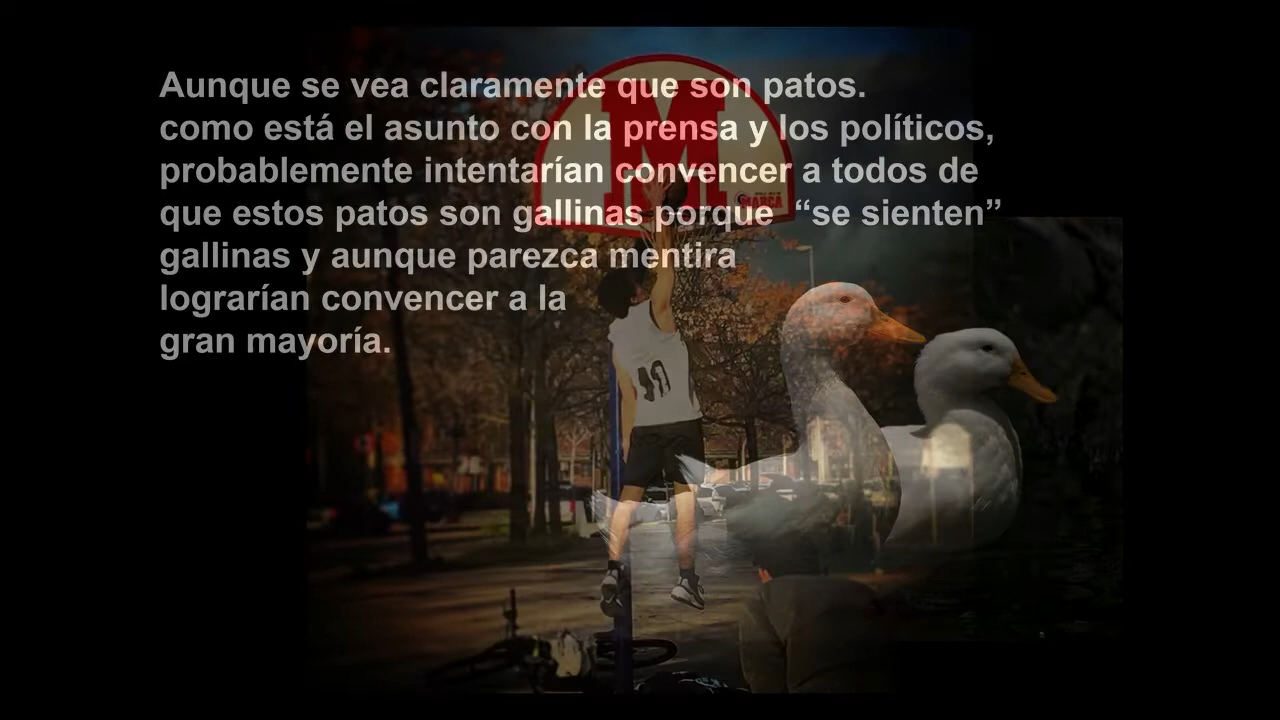 Aunque se vea claramente que son patos.
como está el asunto con la prensa y los políticos,
probablemente intentarían convencer a todos de
que estos patos son gallinas porque “se sienten”
gallinas y aunque parezca mentira
lograrían convencer a la
gran mayoría.
M
MARCA
10